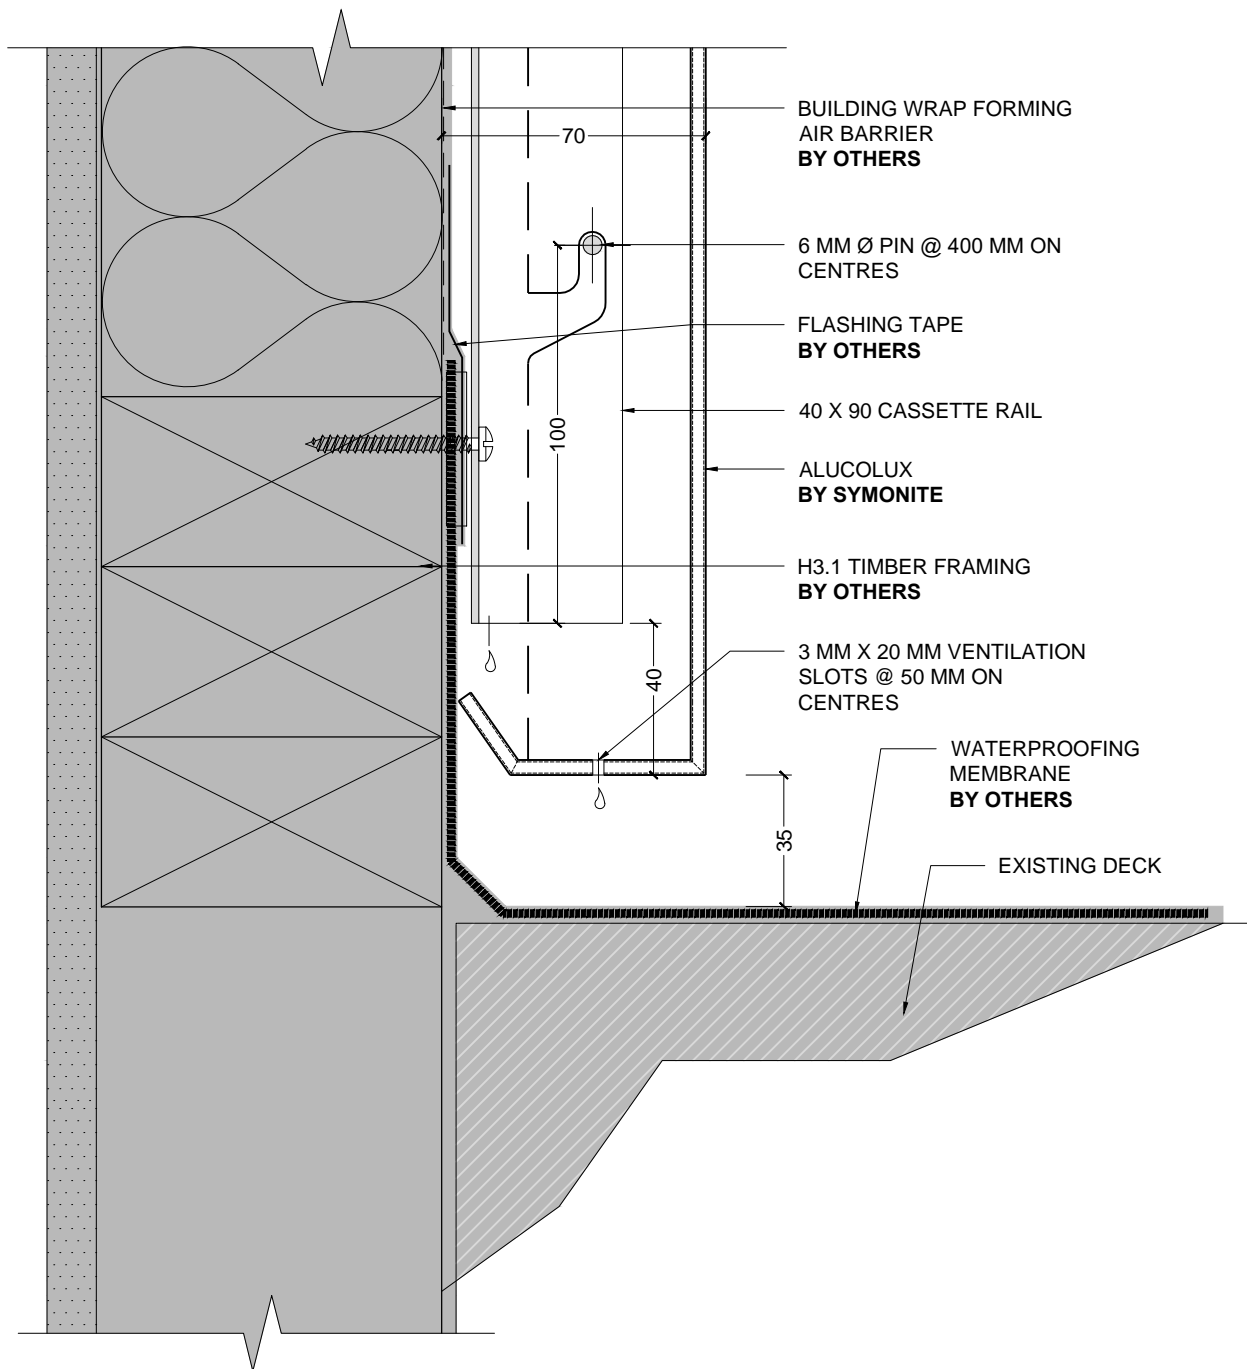 BUILDING WRAP FORMING
AIR BARRIER
BY OTHERS
70
6 MM Ø PIN @ 400 MM ON
CENTRES
FLASHING TAPE
BY OTHERS
40 X 90 CASSETTE RAIL
100
ALUCOLUX
BY SYMONITE
H3.1 TIMBER FRAMING
BY OTHERS
3 MM X 20 MM VENTILATION
SLOTS @ 50 MM ON
CENTRES
40
WATERPROOFING
MEMBRANE
BY OTHERS
35
EXISTING DECK